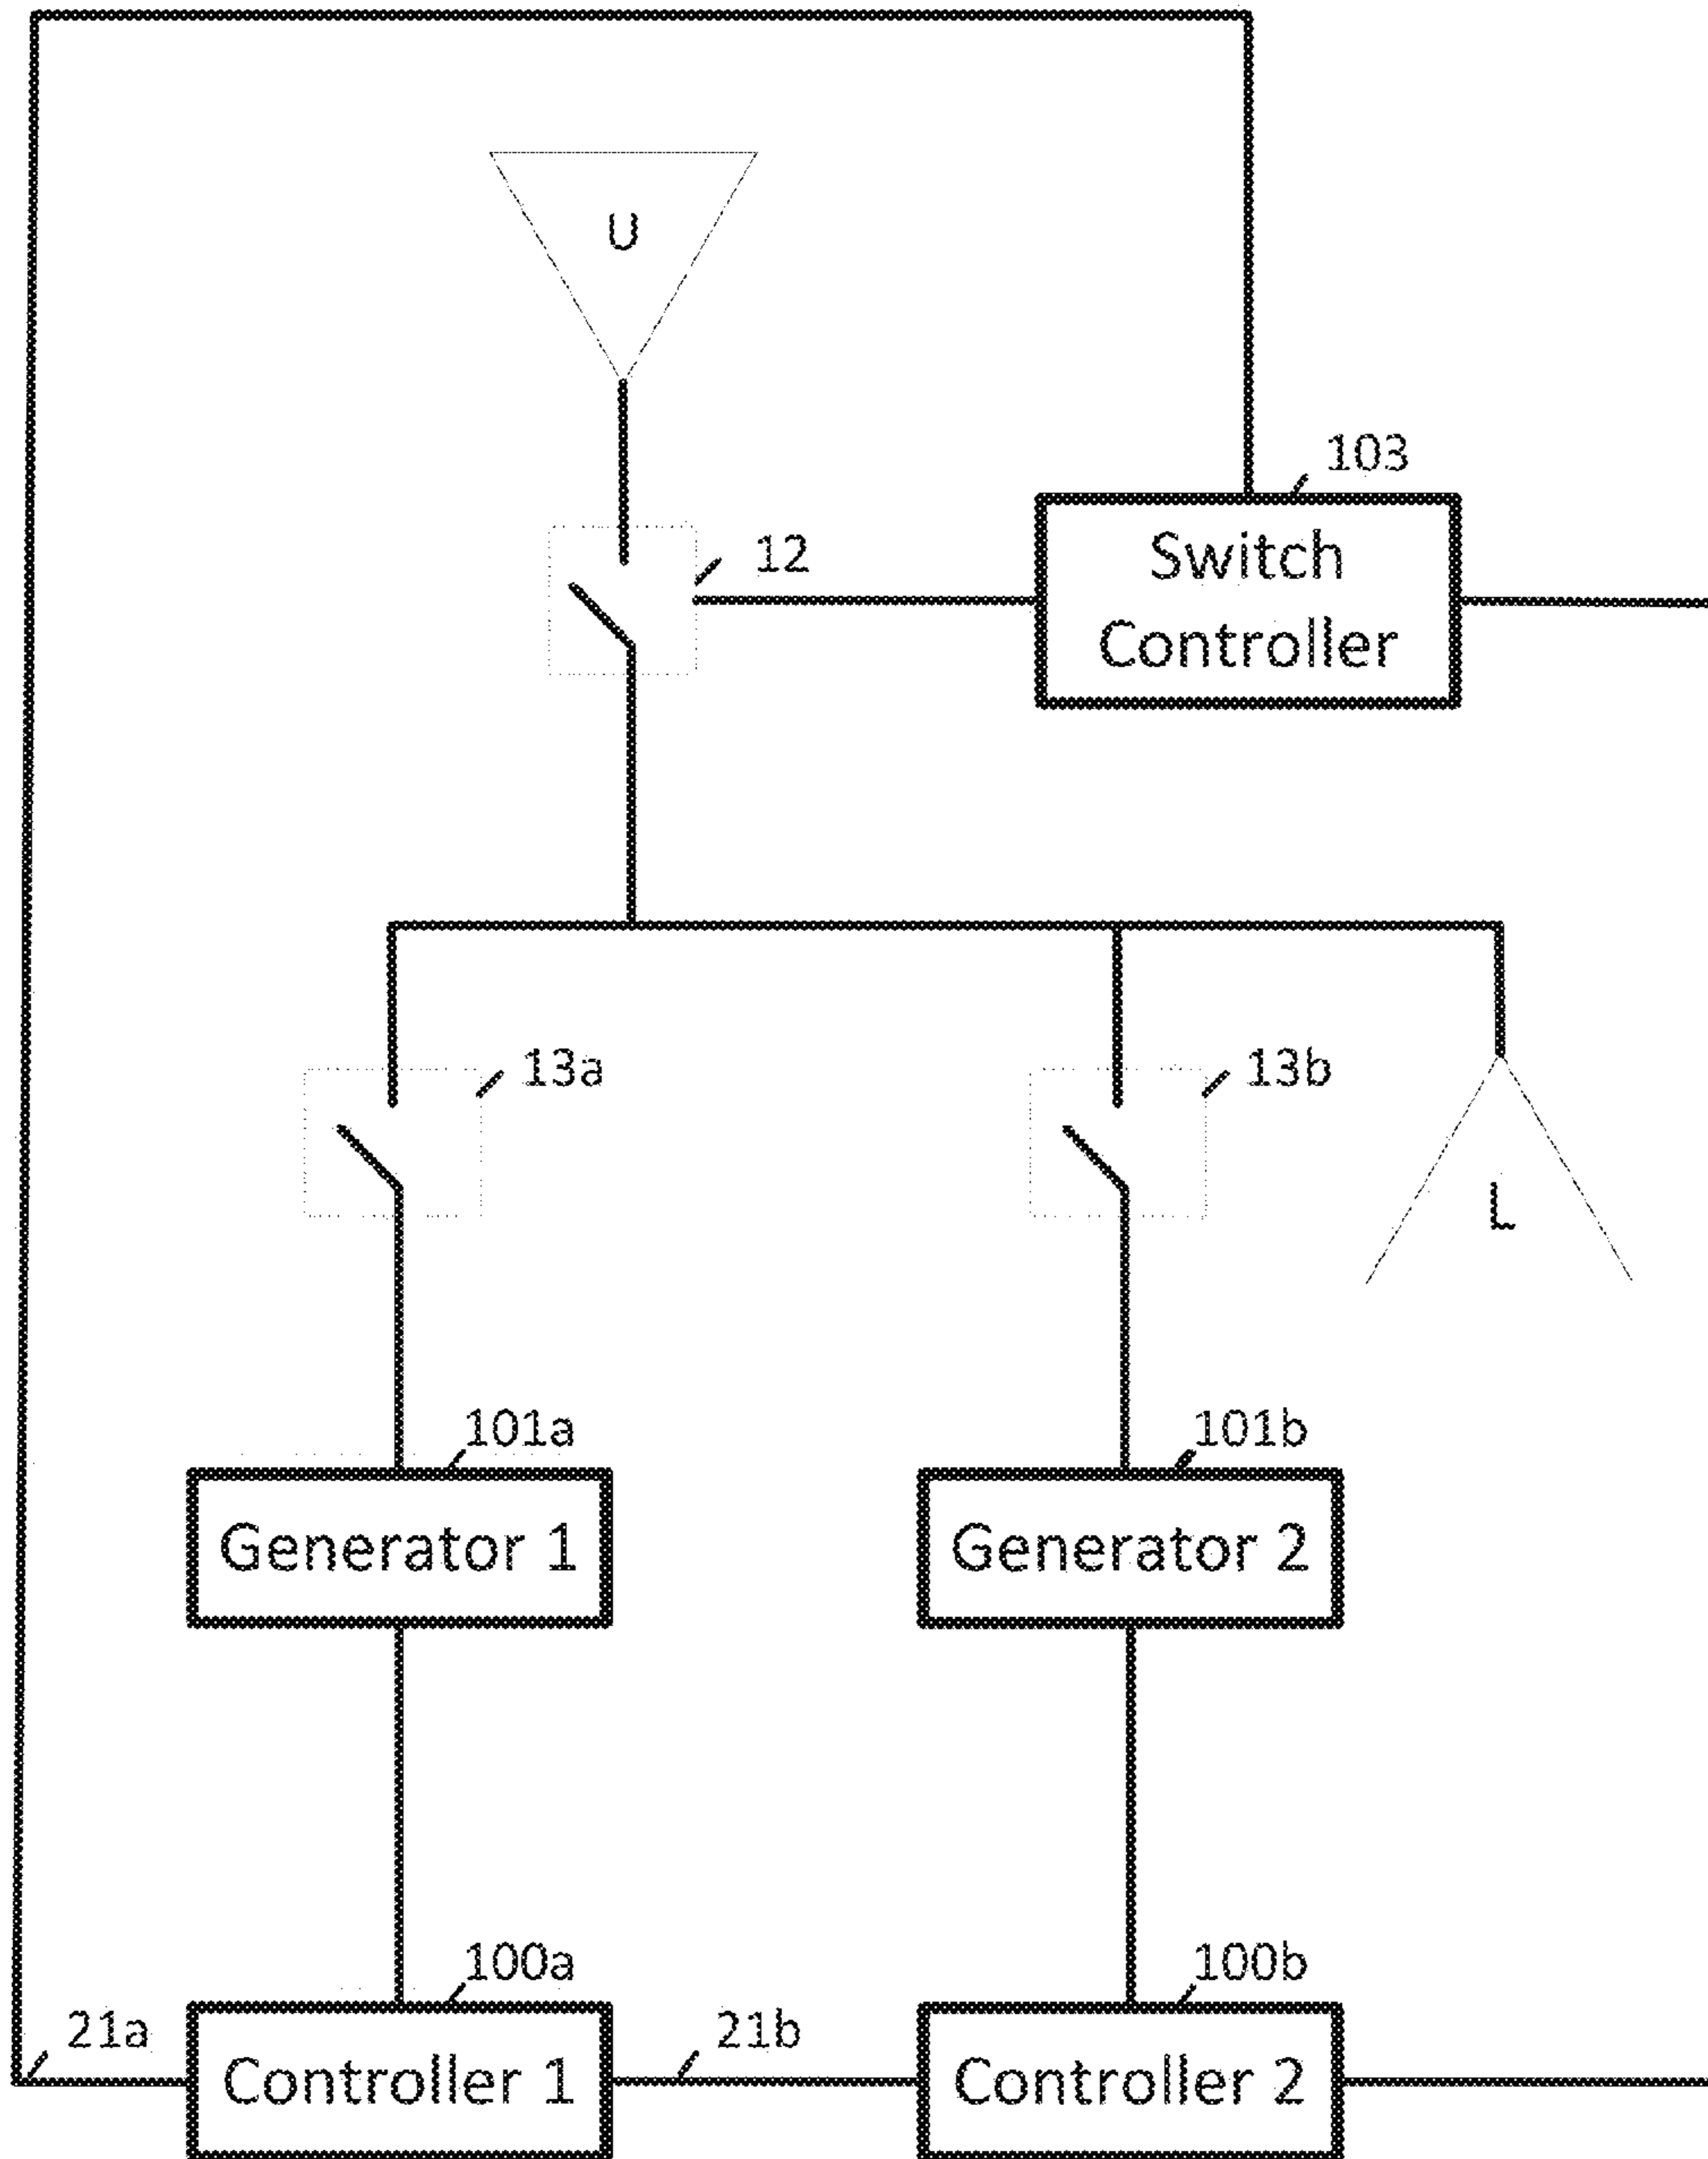 U
103
Switch
Controller
12
13a
13b
L
101a
101b
Generator 1
Generator 2
100a
100b
21a
21b
Controller 1
Controller 2